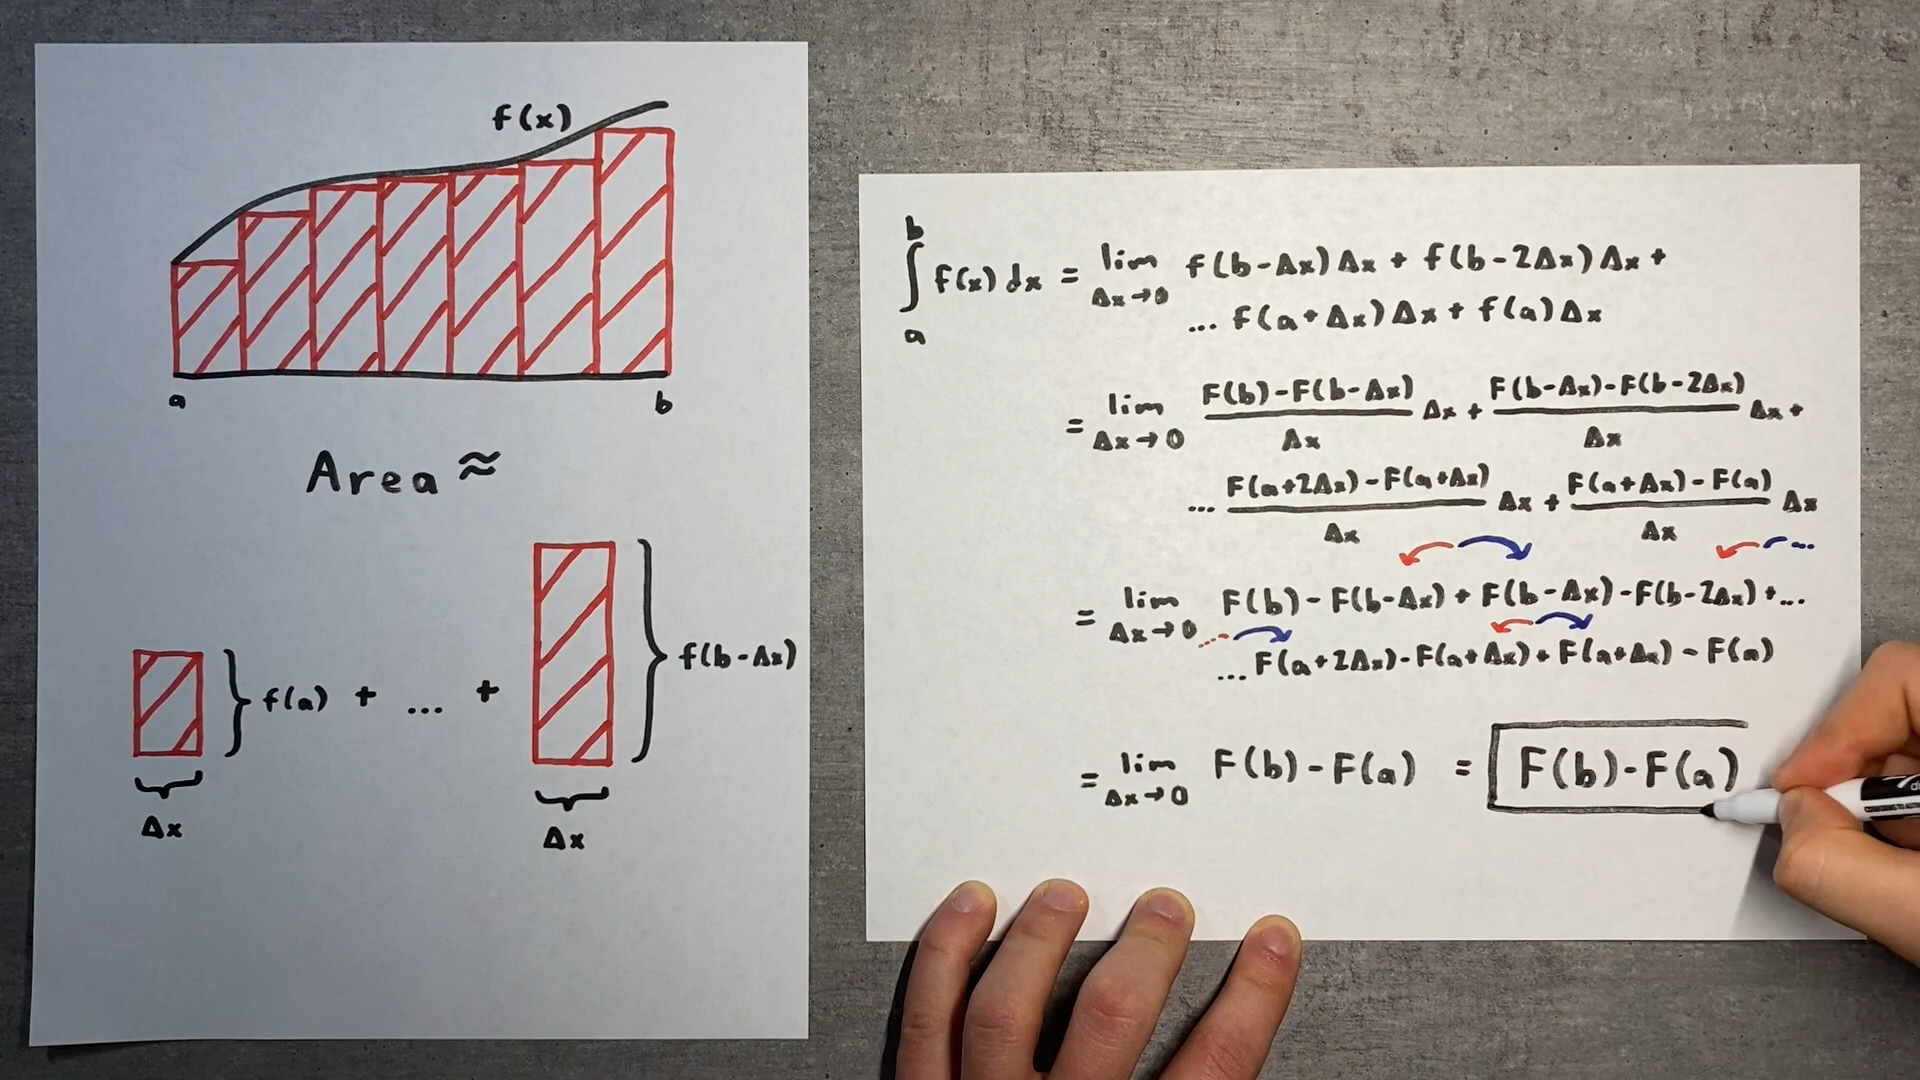 f(x)
a b
Area ≈
f(a) + ... + f(b-Δx)
Δx Δx
b
∫ f(x) dx = lim f(b-Δx)Δx + f(b-2Δx)Δx +
Δx→0
a
... f(a+Δx)Δx + f(a)Δx
= lim F(b)-F(b-Δx) Δx + F(b-Δx)-F(b-2Δx) Δx +
Δx→0 Δx Δx
... F(a+2Δx)-F(a+Δx) Δx + F(a+Δx)-F(a) Δx
Δx Δx
= lim F(b)-F(b-Δx)+F(b-Δx)-F(b-2Δx)+...
Δx→0
... F(a+2Δx)-F(a+Δx)+F(a+Δx)-F(a)
= lim F(b)-F(a) = F(b)-F(a)
Δx→0